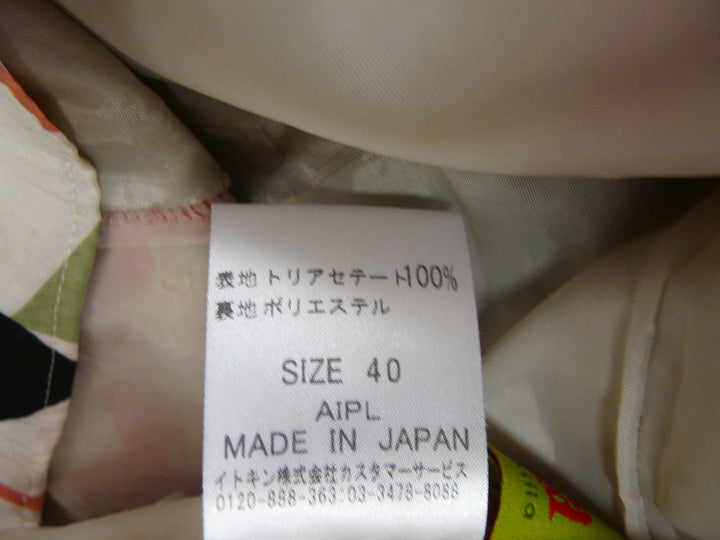 表地 トリアセテート100%
裏地 ポリエステル
SIZE 40
AIPL
MADE IN JAPAN
イトキン株式会社カスタマーサービス
0120-888-363:03-3478-8088